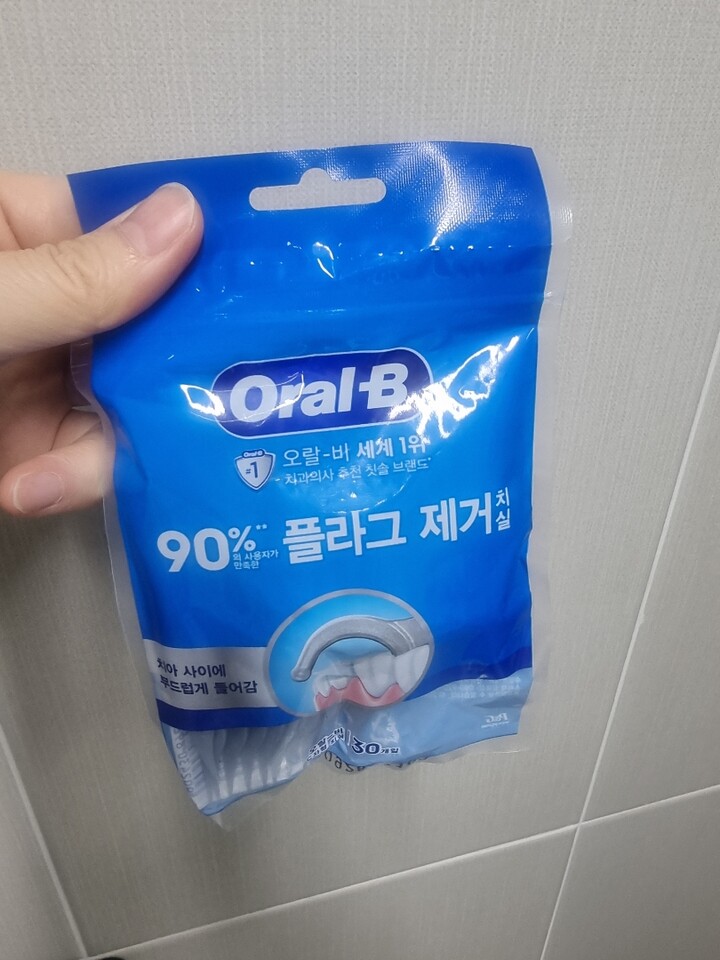 Oral-B
Oral-B
#1
오랄-비 세계 1위
- 치과의사 추천 칫솔 브랜드*
90%** 의 사용자가 만족한 플라그 제거 치실
치아 사이에
부드럽게 들어감
30개입